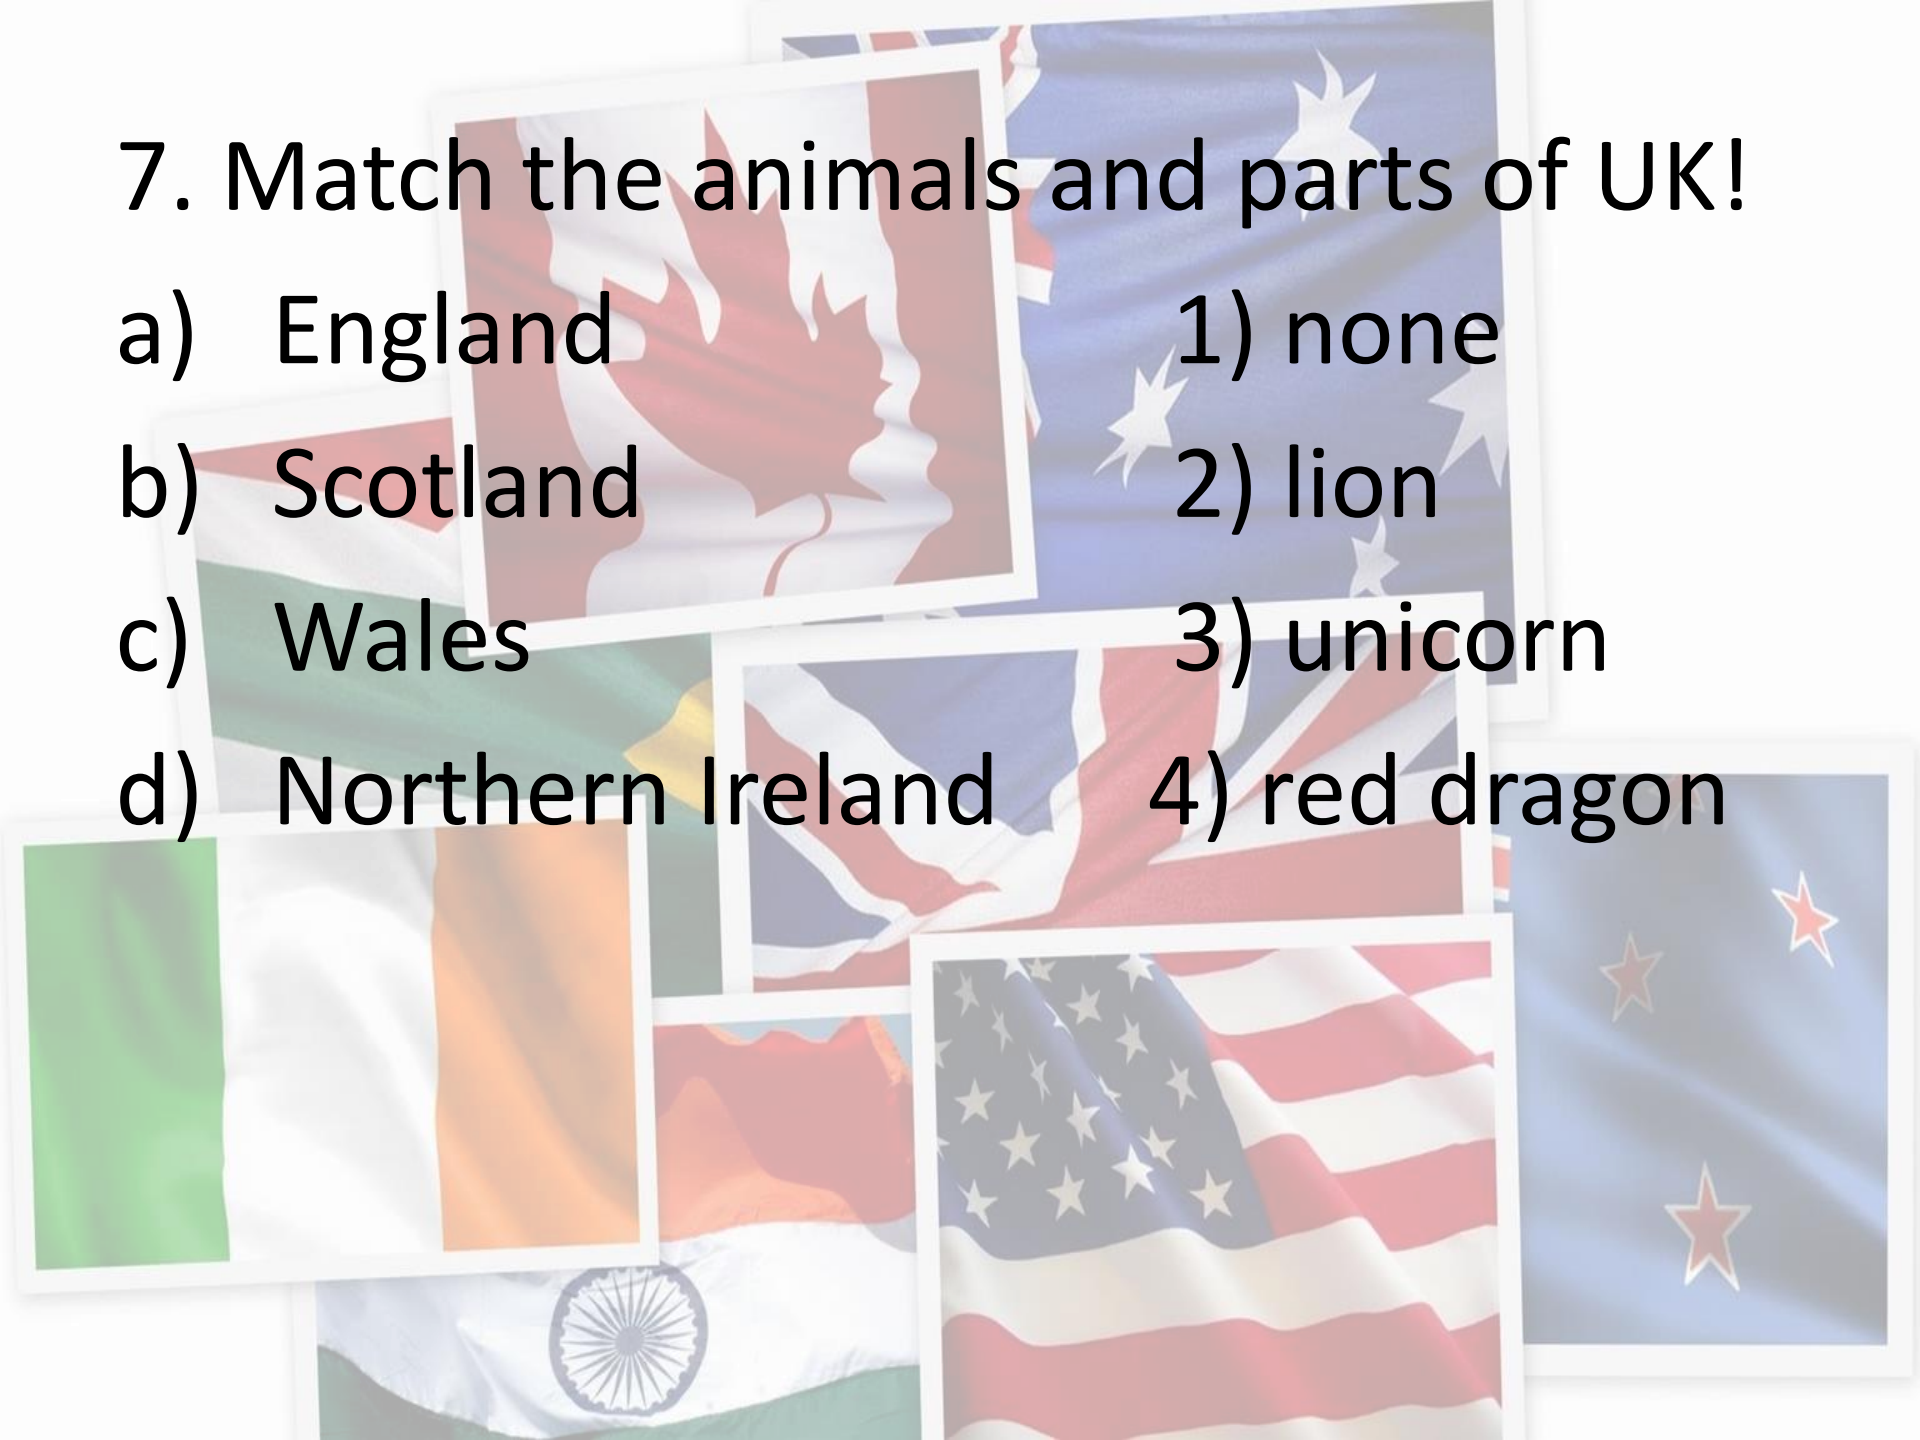 7. Match the animals and parts of UK!
a) England 1) none
b) Scotland 2) lion
c) Wales 3) unicorn
d) Northern Ireland 4) red dragon